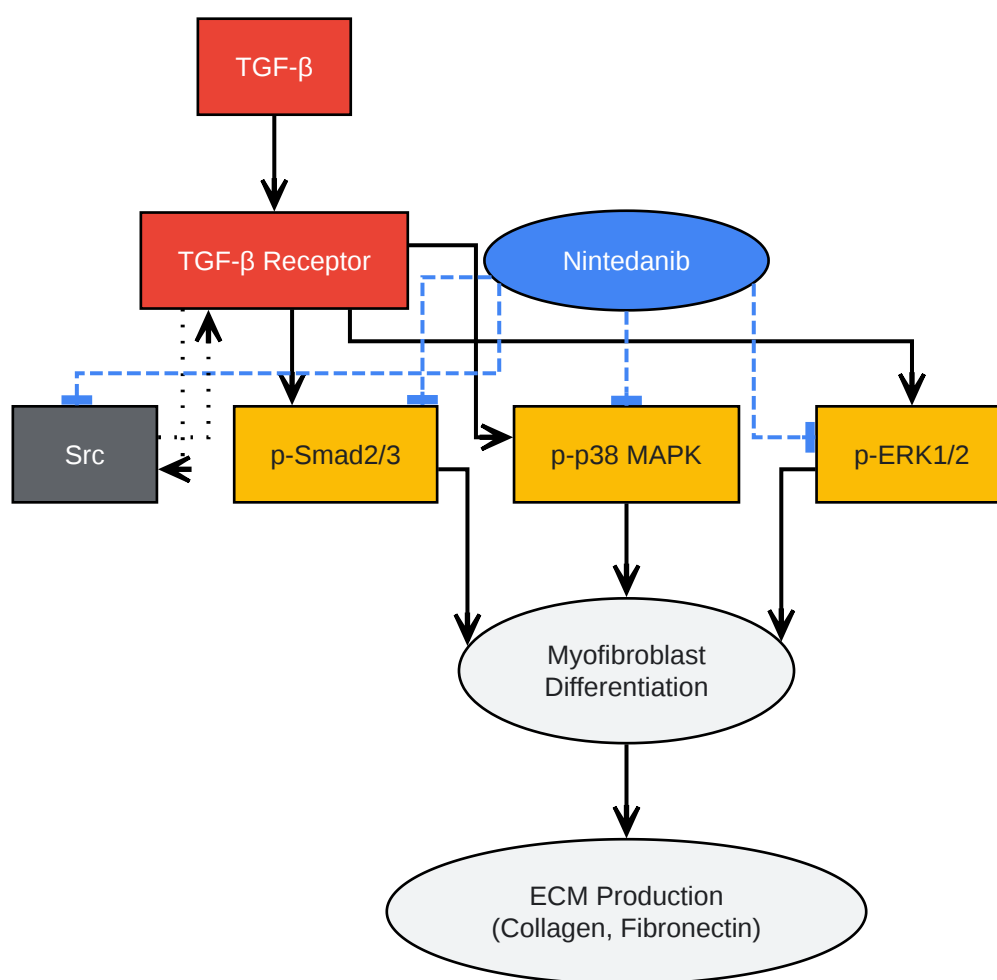 TGF-β
TGF-β Receptor
Nintedanib
Src
p-Smad2/3
p-p38 MAPK
p-ERK1/2
Myofibroblast
Differentiation
ECM Production
(Collagen, Fibronectin)